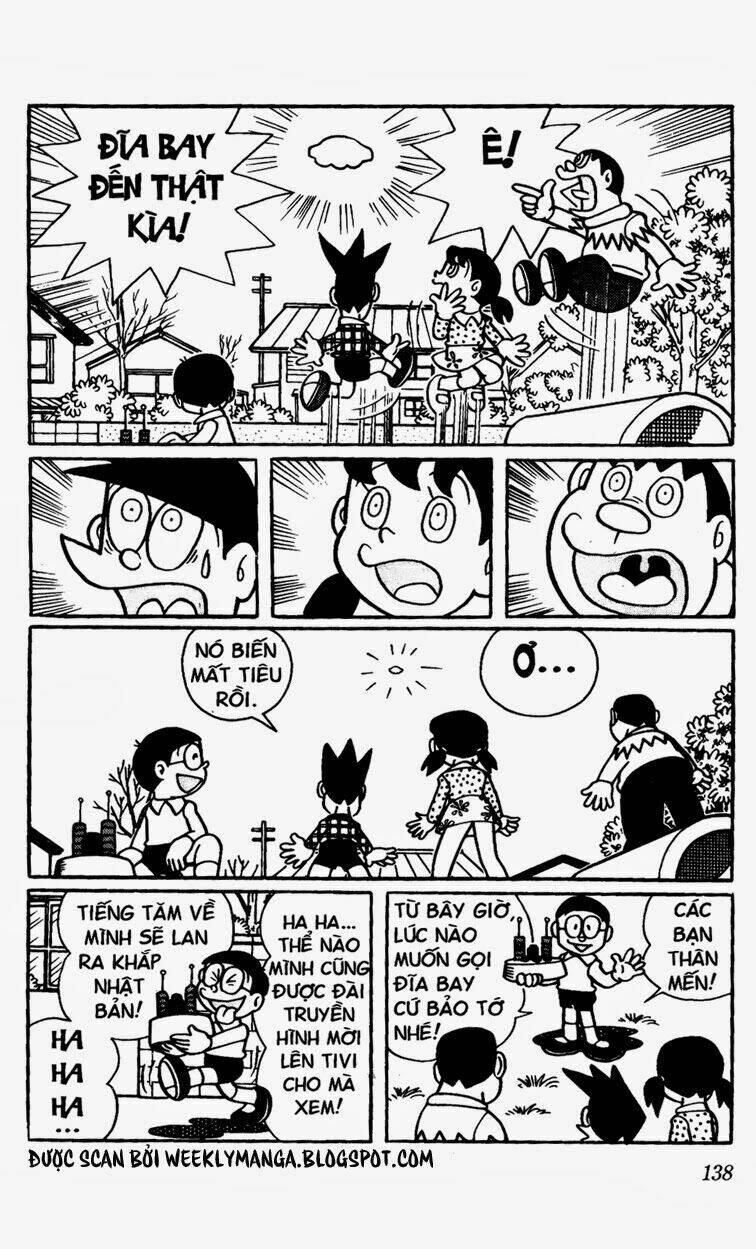 Ê!
ĐĨA BAY
ĐẾN THẬT
KÌA!
Ơ...
NÓ BIẾN
MẤT TIÊU
RỒI.
CÁC
BẠN
THÂN
MẾN!
TỪ BÂY GIỜ,
LÚC NÀO
MUỐN GỌI
ĐĨA BAY
CỨ BẢO TỚ
NHÉ!
HA HA...
THỂ NÀO
MÌNH CŨNG
ĐƯỢC ĐÀI
TRUYỀN
HÌNH MỜI
LÊN TIVI
CHO MÀ
XEM!
TIẾNG TĂM VỀ
MÌNH SẼ LAN
RA KHẮP
NHẬT
BẢN!
HA
HA
HA
...
ĐƯỢC SCAN BỞI WEEKLYMANGA.BLOGSPOT.COM
138